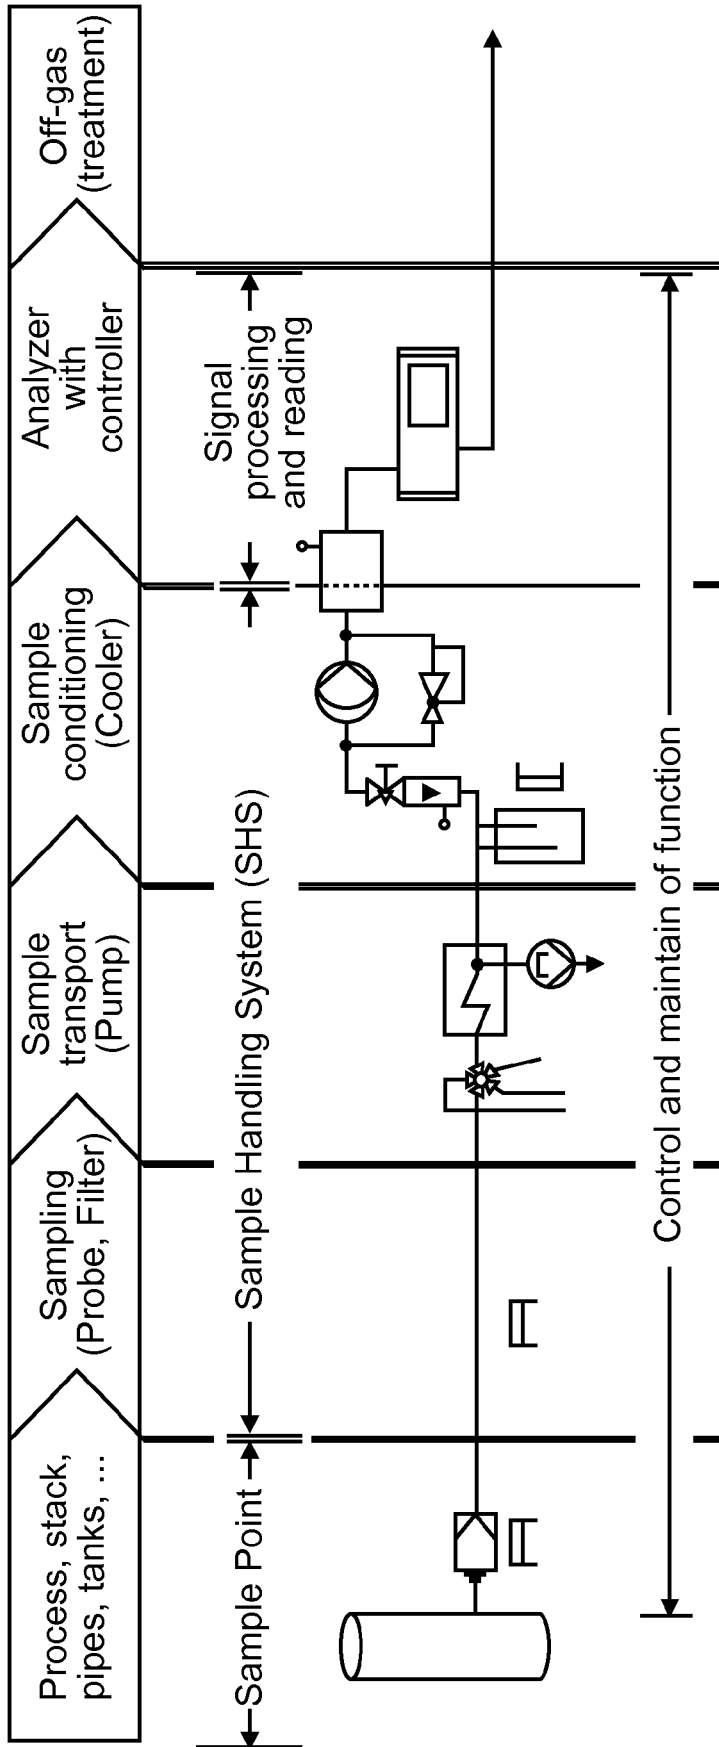 Process, stack,
pipes, tanks, ...
Sampling
(Probe, Filter)
Sample
transport
(Pump)
Sample
conditioning
(Cooler)
Analyzer
with
controller
Off-gas
(treatment)
Sample Point
Sample Handling System (SHS)
Signal
processing
and reading
Control and maintain of function